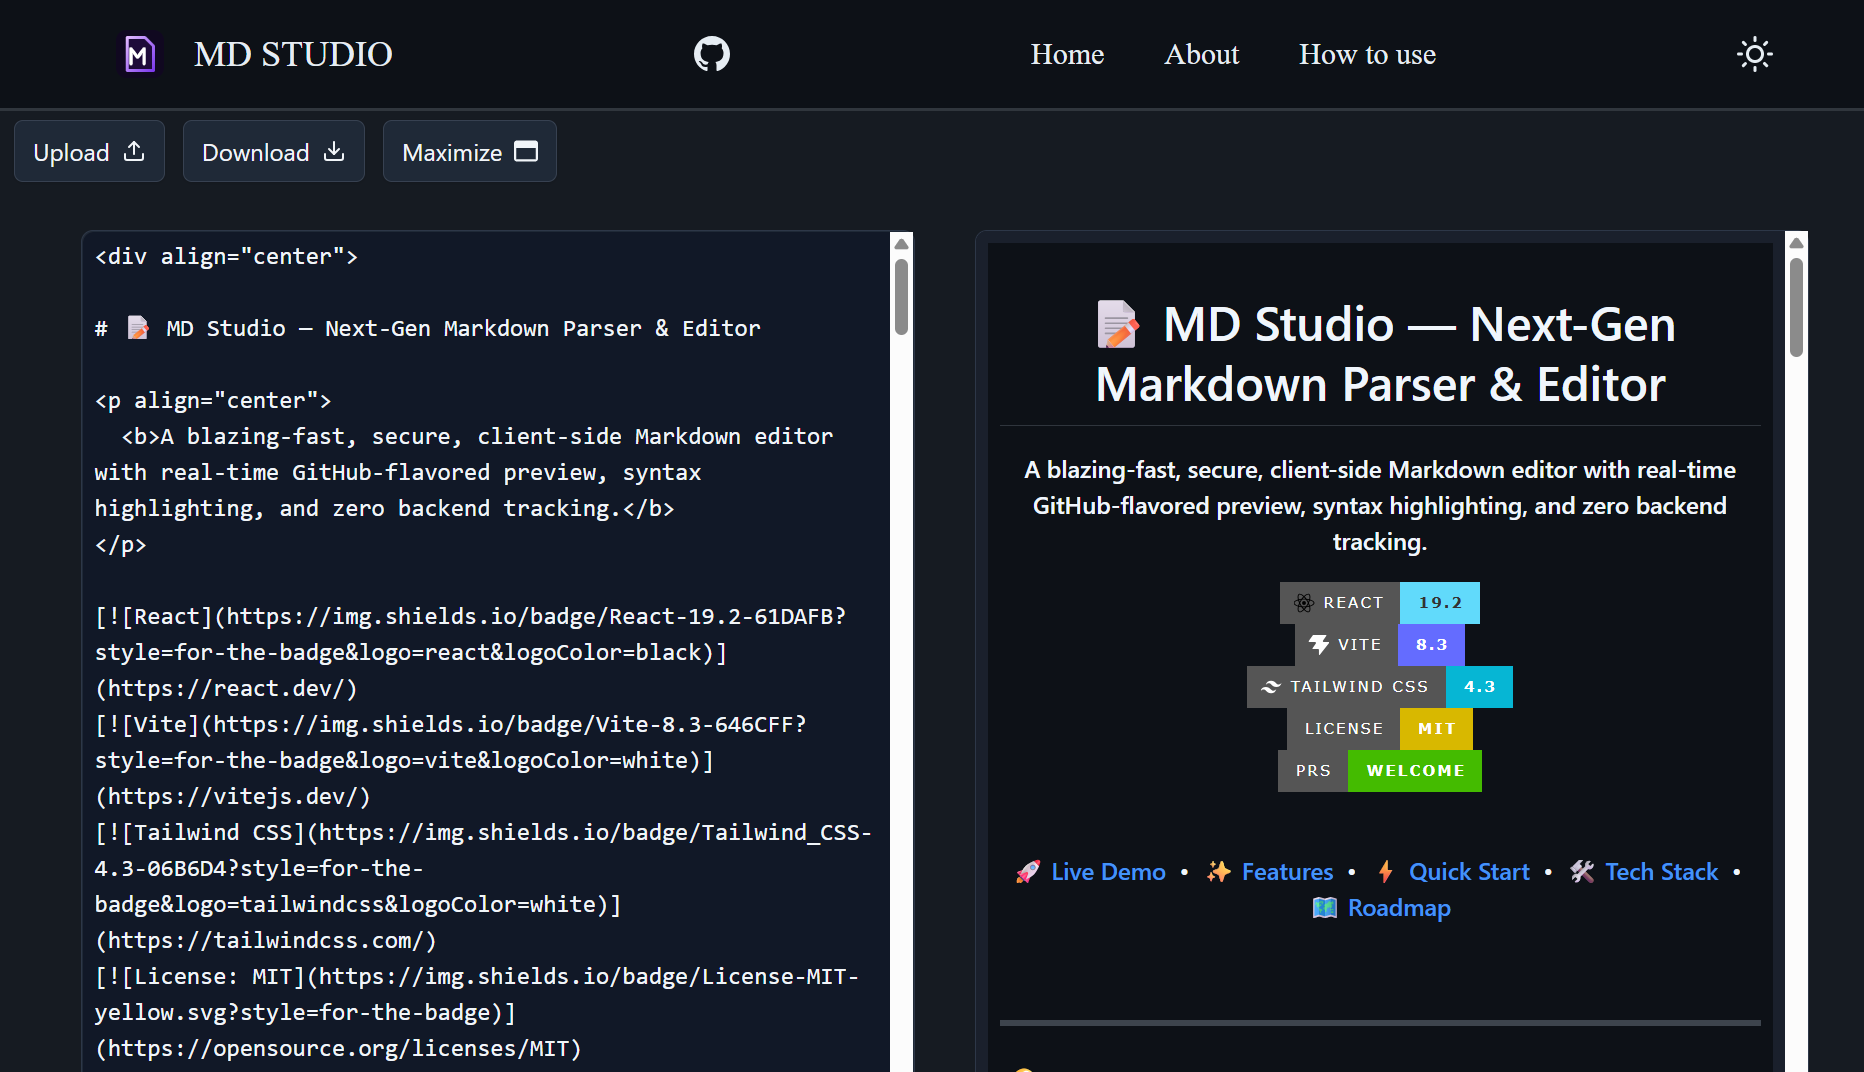 MD STUDIO
Home
About
How to use
Upload
Download
Maximize
<div align="center">
# 📝 MD Studio — Next-Gen Markdown Parser & Editor
<p align="center">
<b>A blazing-fast, secure, client-side Markdown editor
with real-time GitHub-flavored preview, syntax
highlighting, and zero backend tracking.</b>
</p>
[![React](https://img.shields.io/badge/React-19.2-61DAFB?
style=for-the-badge&logo=react&logoColor=black)]
(https://react.dev/)
[![Vite](https://img.shields.io/badge/Vite-8.3-646CFF?
style=for-the-badge&logo=vite&logoColor=white)]
(https://vitejs.dev/)
[![Tailwind CSS](https://img.shields.io/badge/Tailwind_CSS-
4.3-06B6D4?style=for-the-
badge&logo=tailwindcss&logoColor=white)]
(https://tailwindcss.com/)
[![License: MIT](https://img.shields.io/badge/License-MIT-
yellow.svg?style=for-the-badge)]
(https://opensource.org/licenses/MIT)
📝 MD Studio — Next-Gen
Markdown Parser & Editor
A blazing-fast, secure, client-side Markdown editor with real-time
GitHub-flavored preview, syntax highlighting, and zero backend
tracking.
REACT 19.2
VITE 8.3
TAILWIND CSS 4.3
LICENSE MIT
PRS WELCOME
🚀 Live Demo • ✨ Features • ⚡ Quick Start • 🛠️ Tech Stack •
🗺️ Roadmap